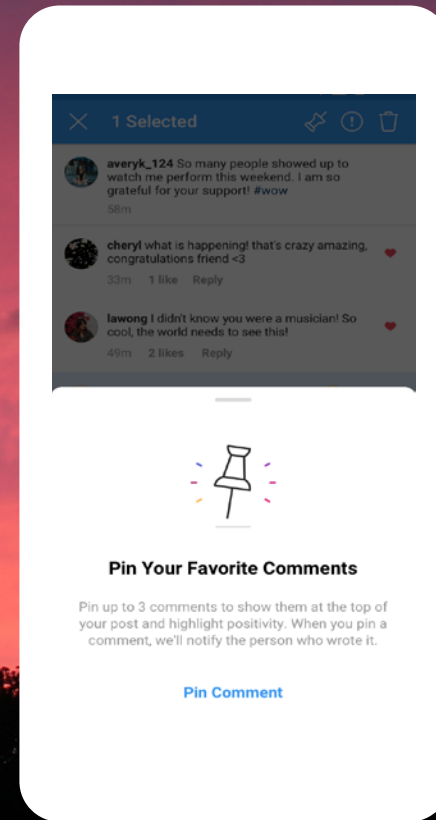 1 Selected
averyk_124 So many people showed up to
watch me perform this weekend. I am so
grateful for your support! #wow
58m
cheryl what is happening! that's crazy amazing,
congratulations friend <3
33m 1 like Reply
lawong I didn't know you were a musician! So
cool, the world needs to see this!
49m 2 likes Reply
Pin Your Favorite Comments
Pin up to 3 comments to show them at the top of
your post and highlight positivity. When you pin a
comment, we'll notify the person who wrote it.
Pin Comment